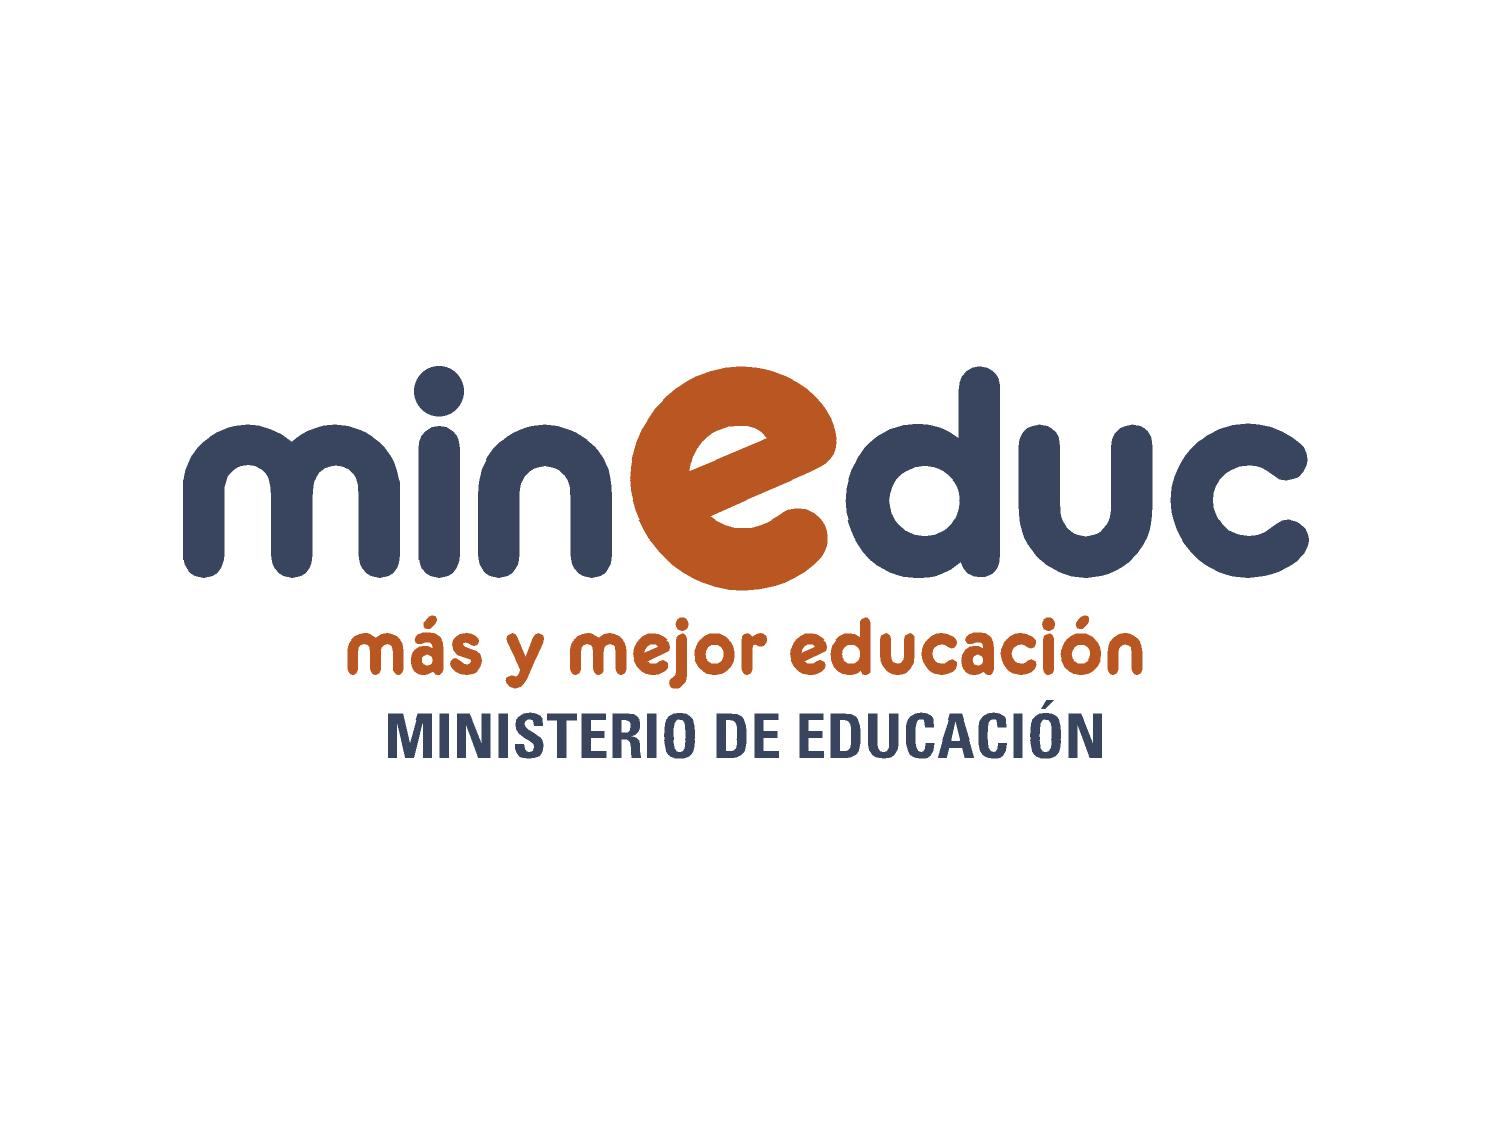 mineduc
más y mejor educación
MINISTERIO DE EDUCACIÓN